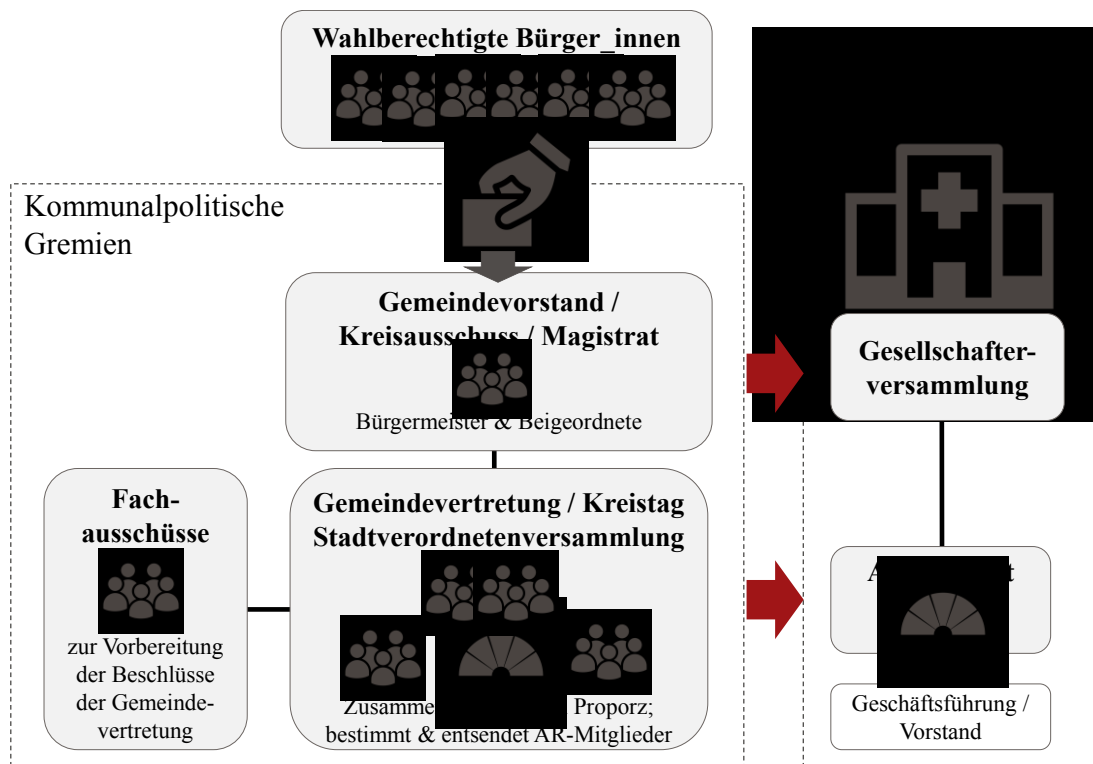 Wahlberechtigte Bürger_innen
Kommunalpolitische
Gremien
Gemeindevorstand /
Kreisausschuss / Magistrat
Bürgermeister & Beigeordnete
Gesellschafter-
versammlung
Fach-
ausschüsse
zur Vorbereitung
der Beschlüsse
der Gemeinde-
vertretung
Gemeindevertretung / Kreistag
Stadtverordnetenversammlung
Proporz;
bestimmt & entsendet AR-Mitglieder
Geschäftsführung /
Vorstand